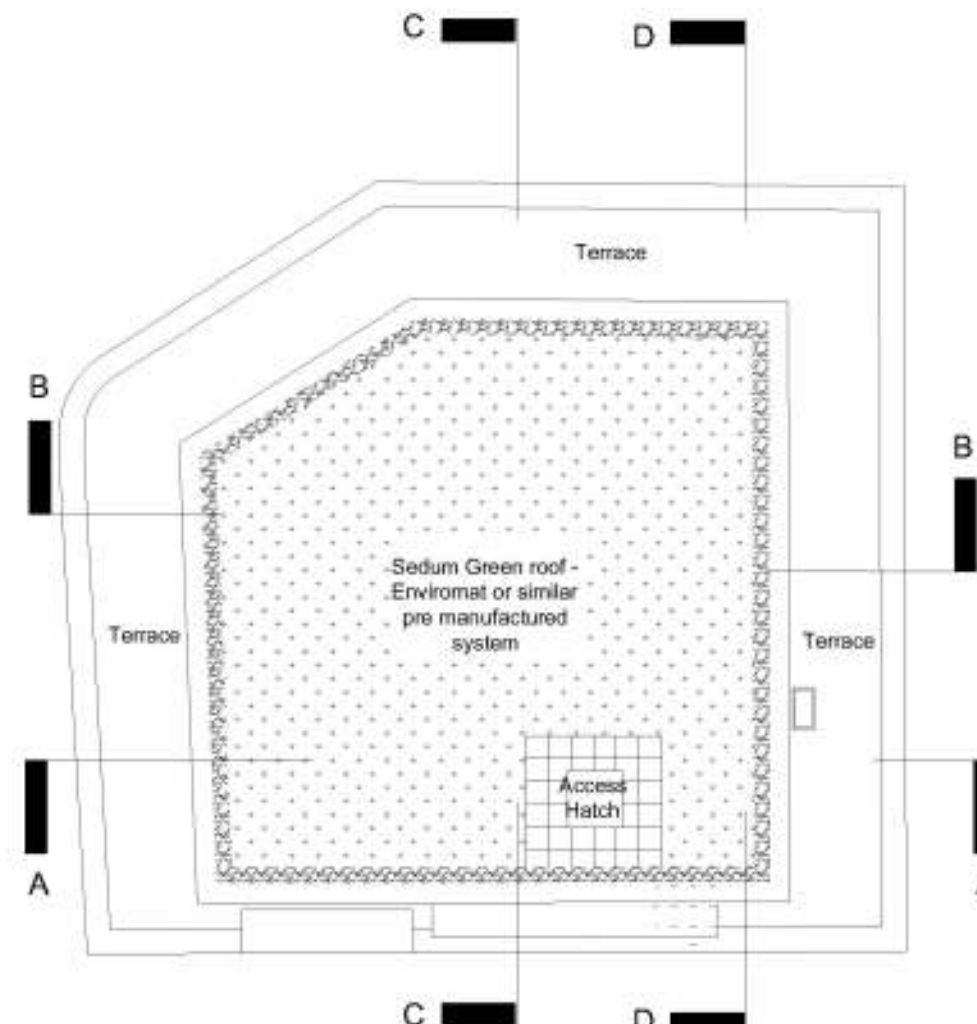 C
D
Terrace
B
B
Sedum Green roof -
Enviromat or similar
pre manufactured
system
Terrace
Terrace
Access
Hatch
A
C
D